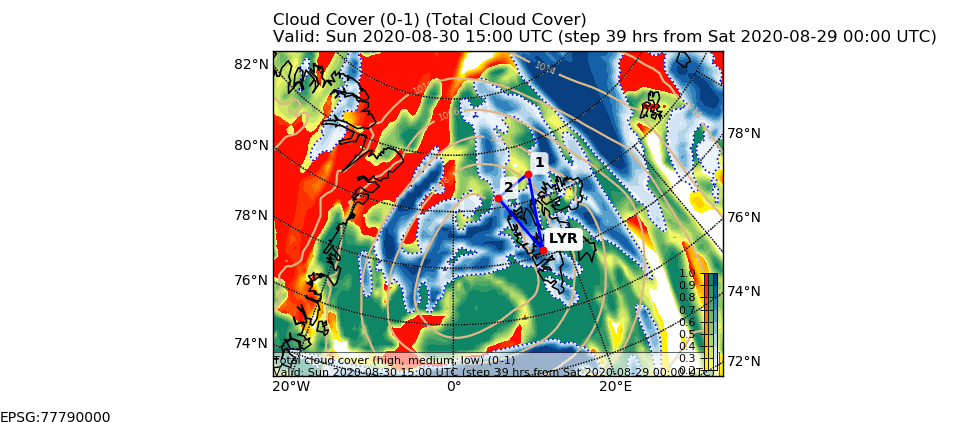 Cloud Cover (0-1) (Total Cloud Cover)
Valid: Sun 2020-08-30 15:00 UTC (step 39 hrs from Sat 2020-08-29 00:00 UTC)
82°N
80°N
78°N
76°N
74°N
78°N
76°N
74°N
72°N
1014
1
2
LYR
1.0
0.9
0.8
0.7
0.6
0.5
0.4
0.3
0.2
Total cloud cover (high, medium, low) (0-1)
Valid: Sun 2020-08-30 15:00 UTC (step 39 hrs from Sat 2020-08-29 00:00 UTC)
20°W
0°
20°E
EPSG:77790000